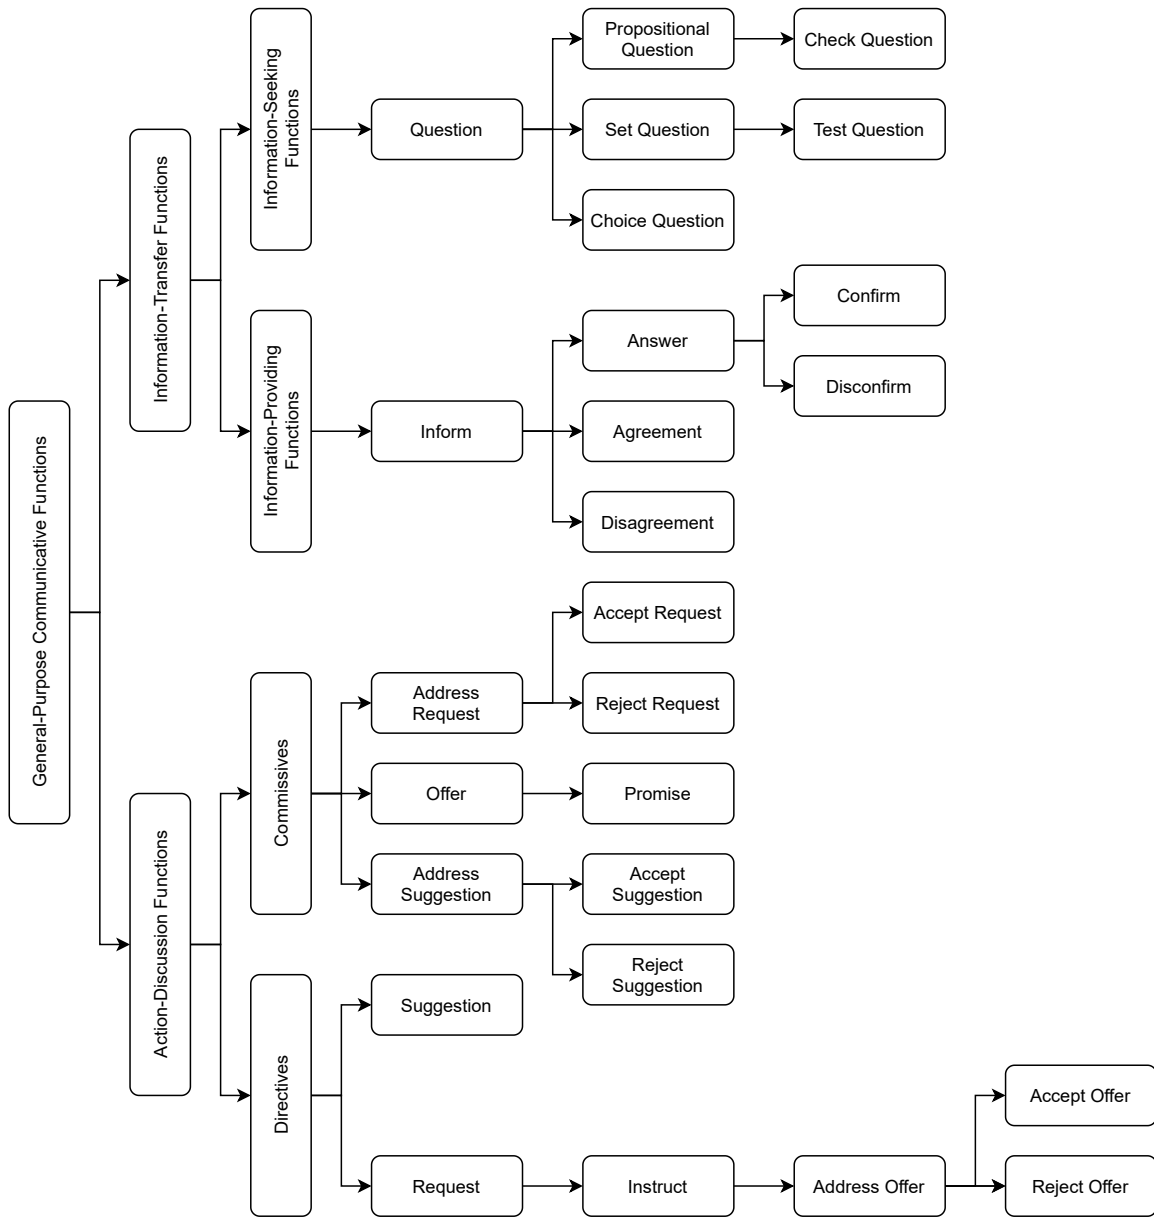 General-Purpose Communicative Functions
Information-Transfer Functions
Information-Seeking
Functions
Question
Propositional
Question
Check Question
Set Question
Test Question
Choice Question
Information-Providing
Functions
Inform
Answer
Confirm
Disconfirm
Agreement
Disagreement
Action-Discussion Functions
Commissives
Address
Request
Accept Request
Reject Request
Offer
Promise
Address
Suggestion
Accept
Suggestion
Reject
Suggestion
Directives
Suggestion
Request
Instruct
Address Offer
Accept Offer
Reject Offer